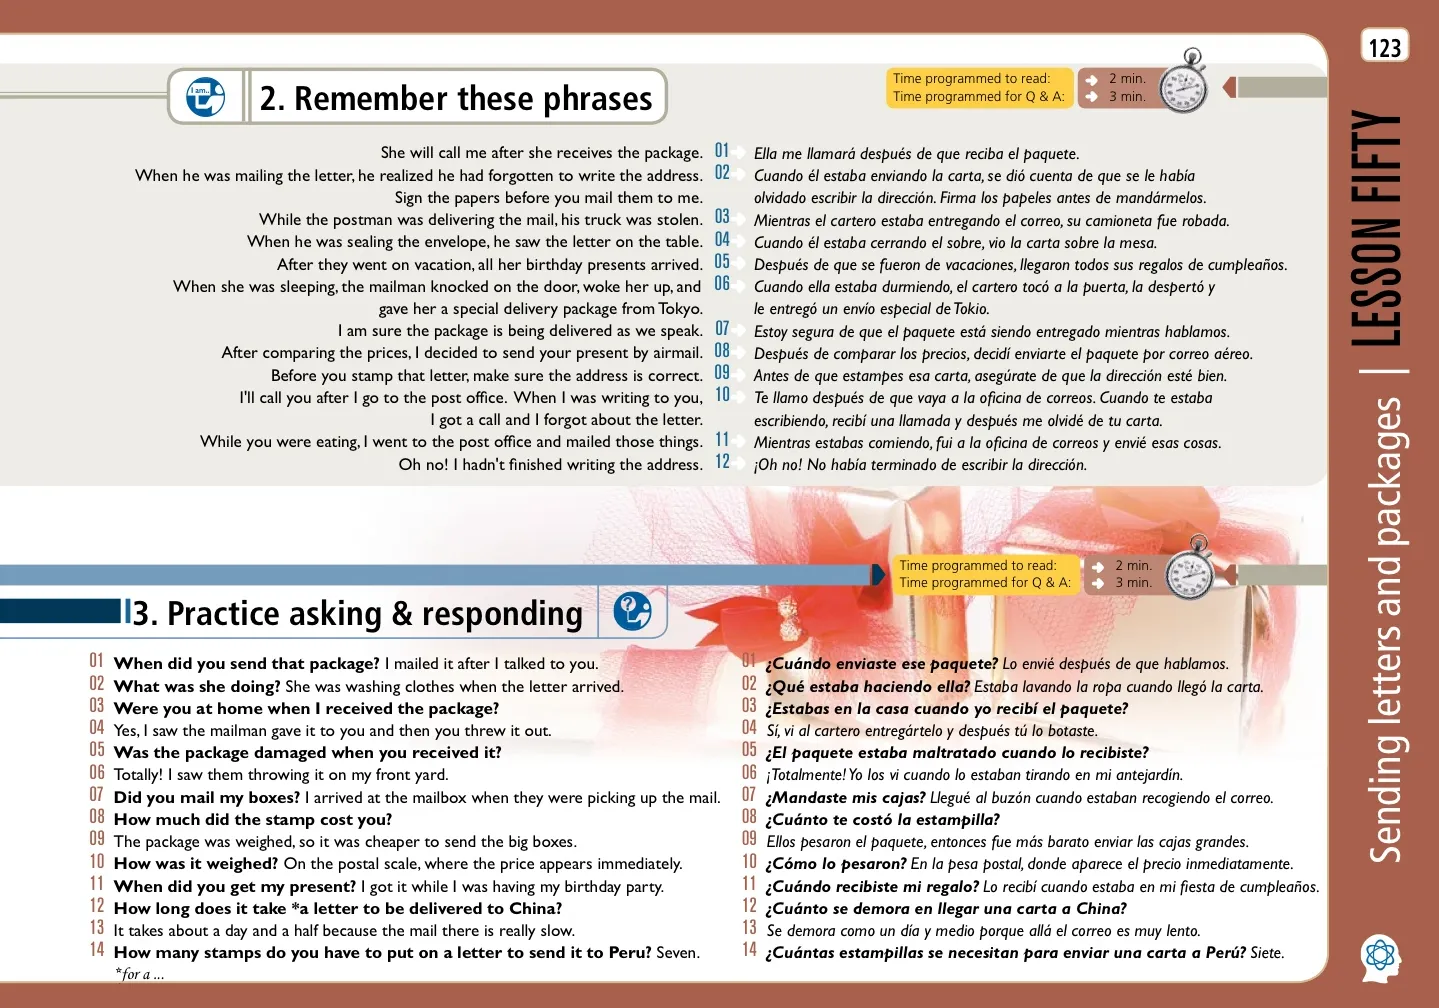 123
LESSON FIFTY
Sending letters and packages
I am...
2. Remember these phrases
Time programmed to read: 2 min.
Time programmed for Q & A: 3 min.
She will call me after she receives the package. 01 Ella me llamará después de que reciba el paquete.
When he was mailing the letter, he realized he had forgotten to write the address. 02 Cuando él estaba enviando la carta, se dió cuenta de que se le había
Sign the papers before you mail them to me. olvidado escribir la dirección. Firma los papeles antes de mandármelos.
While the postman was delivering the mail, his truck was stolen. 03 Mientras el cartero estaba entregando el correo, su camioneta fue robada.
When he was sealing the envelope, he saw the letter on the table. 04 Cuando él estaba cerrando el sobre, vio la carta sobre la mesa.
After they went on vacation, all her birthday presents arrived. 05 Después de que se fueron de vacaciones, llegaron todos sus regalos de cumpleaños.
When she was sleeping, the mailman knocked on the door, woke her up, and 06 Cuando ella estaba durmiendo, el cartero tocó a la puerta, la despertó y
gave her a special delivery package from Tokyo. le entregó un envío especial de Tokio.
I am sure the package is being delivered as we speak. 07 Estoy segura de que el paquete está siendo entregado mientras hablamos.
After comparing the prices, I decided to send your present by airmail. 08 Después de comparar los precios, decidí enviarte el paquete por correo aéreo.
Before you stamp that letter, make sure the address is correct. 09 Antes de que estampes esa carta, asegúrate de que la dirección esté bien.
I'll call you after I go to the post office. When I was writing to you, 10 Te llamo después de que vaya a la oficina de correos. Cuando te estaba
I got a call and I forgot about the letter. escribiendo, recibí una llamada y después me olvidé de tu carta.
While you were eating, I went to the post office and mailed those things. 11 Mientras estabas comiendo, fui a la oficina de correos y envié esas cosas.
Oh no! I hadn't finished writing the address. 12 ¡Oh no! No había terminado de escribir la dirección.
Time programmed to read: 2 min.
Time programmed for Q & A: 3 min.
3. Practice asking & responding
01 When did you send that package? I mailed it after I talked to you.
02 What was she doing? She was washing clothes when the letter arrived.
03 Were you at home when I received the package?
04 Yes, I saw the mailman gave it to you and then you threw it out.
05 Was the package damaged when you received it?
06 Totally! I saw them throwing it on my front yard.
07 Did you mail my boxes? I arrived at the mailbox when they were picking up the mail.
08 How much did the stamp cost you?
09 The package was weighed, so it was cheaper to send the big boxes.
10 How was it weighed? On the postal scale, where the price appears immediately.
11 When did you get my present? I got it while I was having my birthday party.
12 How long does it take *a letter to be delivered to China?
13 It takes about a day and a half because the mail there is really slow.
14 How many stamps do you have to put on a letter to send it to Peru? Seven.
*for a ...
01 ¿Cuándo enviaste ese paquete? Lo envié después de que hablamos.
02 ¿Qué estaba haciendo ella? Estaba lavando la ropa cuando llegó la carta.
03 ¿Estabas en la casa cuando yo recibí el paquete?
04 Sí, vi al cartero entregártelo y después tú lo botaste.
05 ¿El paquete estaba maltratado cuando lo recibiste?
06 ¡Totalmente! Yo los vi cuando lo estaban tirando en mi antejardín.
07 ¿Mandaste mis cajas? Llegué al buzón cuando estaban recogiendo el correo.
08 ¿Cuánto te costó la estampilla?
09 Ellos pesaron el paquete, entonces fue más barato enviar las cajas grandes.
10 ¿Cómo lo pesaron? En la pesa postal, donde aparece el precio inmediatamente.
11 ¿Cuándo recibiste mi regalo? Lo recibí cuando estaba en mi fiesta de cumpleaños.
12 ¿Cuánto se demora en llegar una carta a China?
13 Se demora como un día y medio porque allá el correo es muy lento.
14 ¿Cuántas estampillas se necesitan para enviar una carta a Perú? Siete.